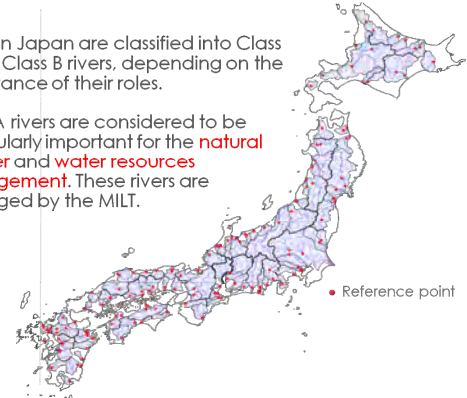 n Japan are classified into Class
Class B rivers, depending on the
ance of their roles.
A rivers are considered to be
ularly important for the natural
er and water resources
gement. These rivers are
ged by the MILT.
Reference point